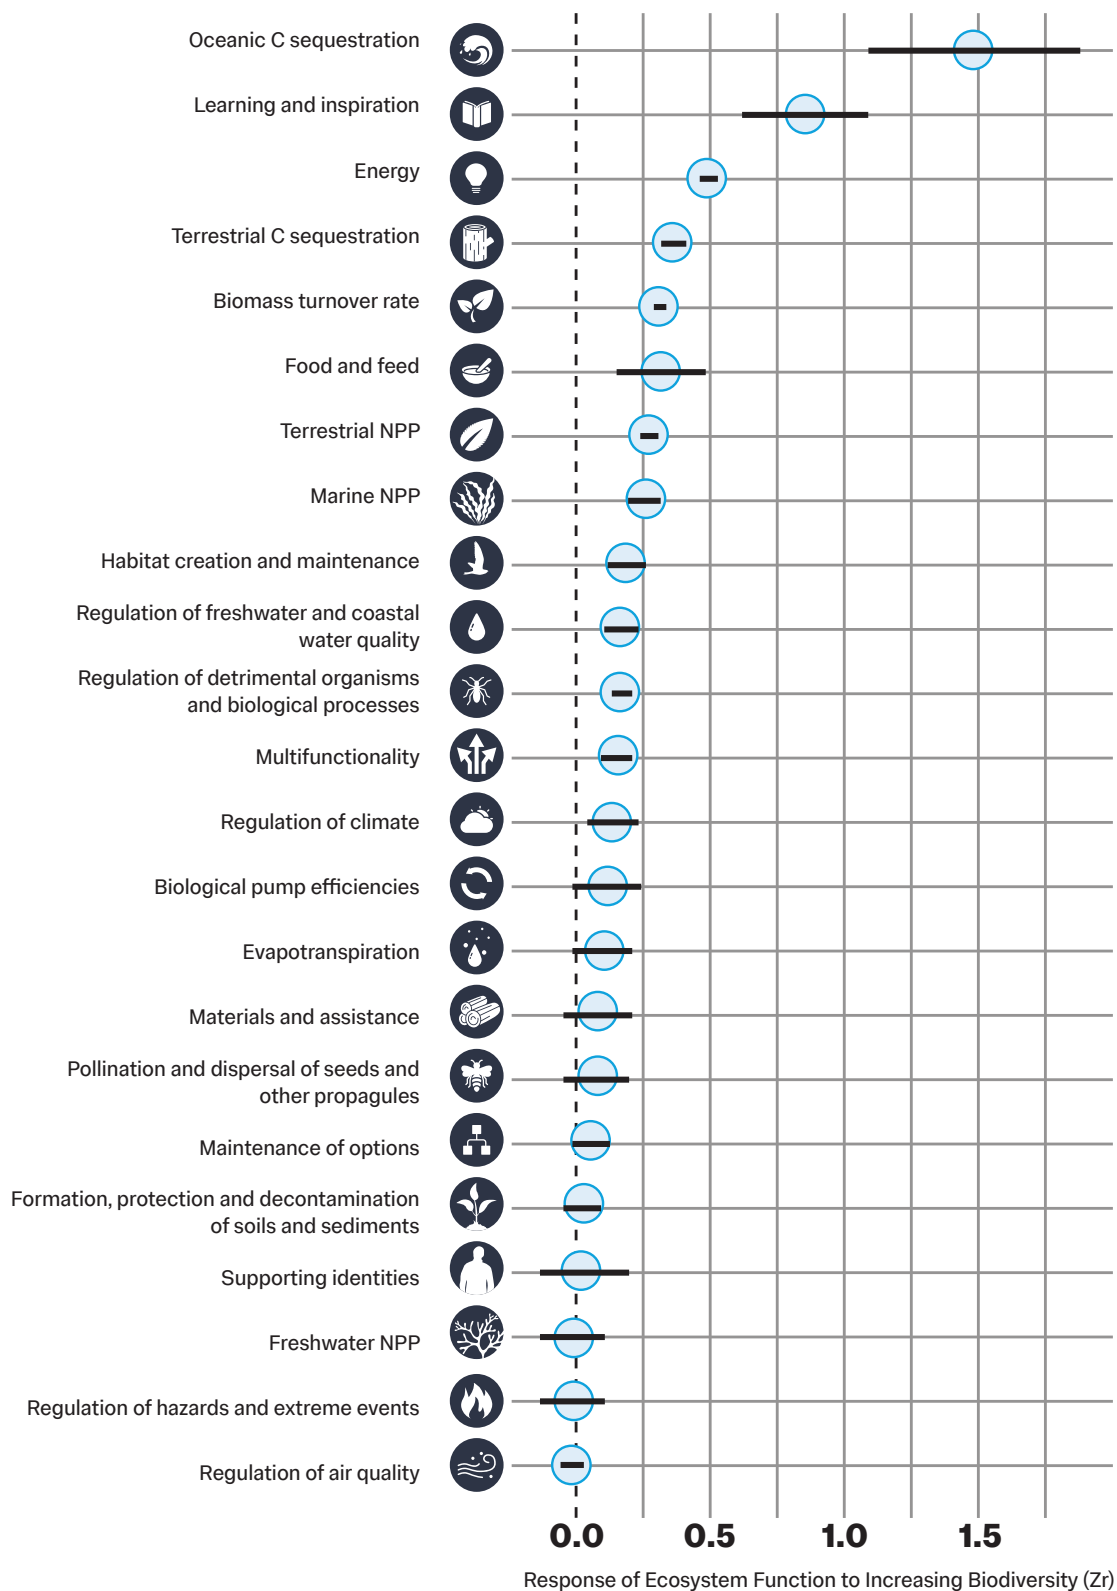 Oceanic C sequestration
Learning and inspiration
Energy
Terrestrial C sequestration
Biomass turnover rate
Food and feed
Terrestrial NPP
Marine NPP
Habitat creation and maintenance
Regulation of freshwater and coastal
water quality
Regulation of detrimental organisms
and biological processes
Multifunctionality
Regulation of climate
Biological pump efficiencies
Evapotranspiration
Materials and assistance
Pollination and dispersal of seeds and
other propagules
Maintenance of options
Formation, protection and decontamination
of soils and sediments
Supporting identities
Freshwater NPP
Regulation of hazards and extreme events
Regulation of air quality
0.0 0.5 1.0 1.5
Response of Ecosystem Function to Increasing Biodiversity (Zr)